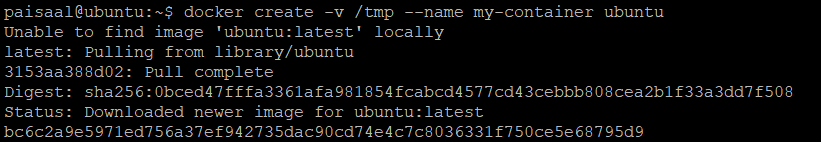 paisaal@ubuntu:~$ docker create -v /tmp --name my-container ubuntu
Unable to find image 'ubuntu:latest' locally
latest: Pulling from library/ubuntu
3153aa388d02: Pull complete
Digest: sha256:0bced47fffa3361afa981854fcabcd4577cd43cebbb808cea2b1f33a3dd7f508
Status: Downloaded newer image for ubuntu:latest
bc6c2a9e5971ed756a37ef942735dac90cd74e4c7c8036331f750ce5e68795d9